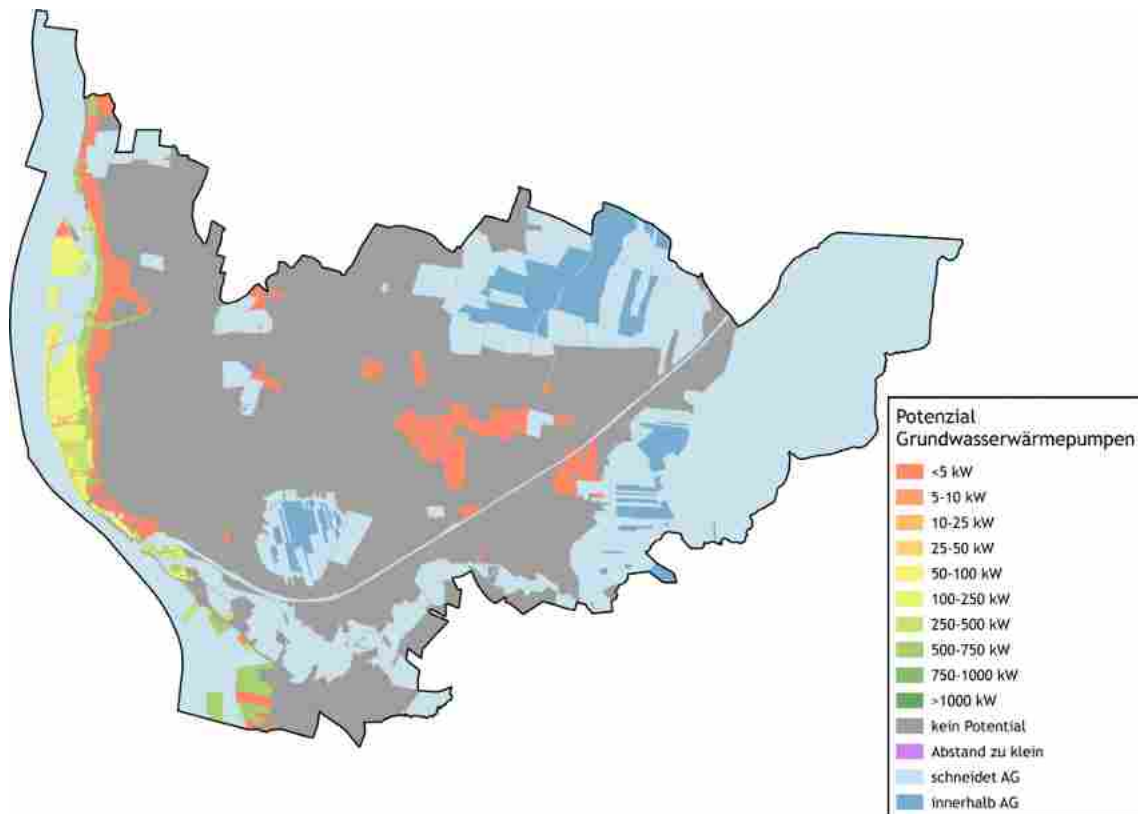 Potenzial
Grundwasserwärmepumpen
<5 kW
5-10 kW
10-25 kW
25-50 kW
50-100 kW
100-250 kW
250-500 kW
500-750 kW
750-1000 kW
>1000 kW
kein Potential
Abstand zu klein
schneidet AG
innerhalb AG